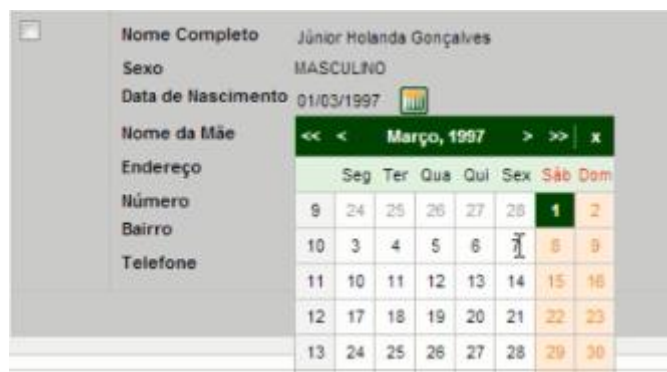 Nome Completo Júnior Holanda Gonçalves
Sexo MASCULINO
Data de Nascimento 01/03/1997
Nome da Mãe
<< < Março, 1997 > >> x
Endereço
Seg Ter Qua Qui Sex Sáb Dom
Número
9 24 25 26 27 28 1 2
Bairro
10 3 4 5 6 7 8 9
Telefone
11 10 11 12 13 14 15 16
12 17 18 19 20 21 22 23
13 24 25 26 27 28 29 30